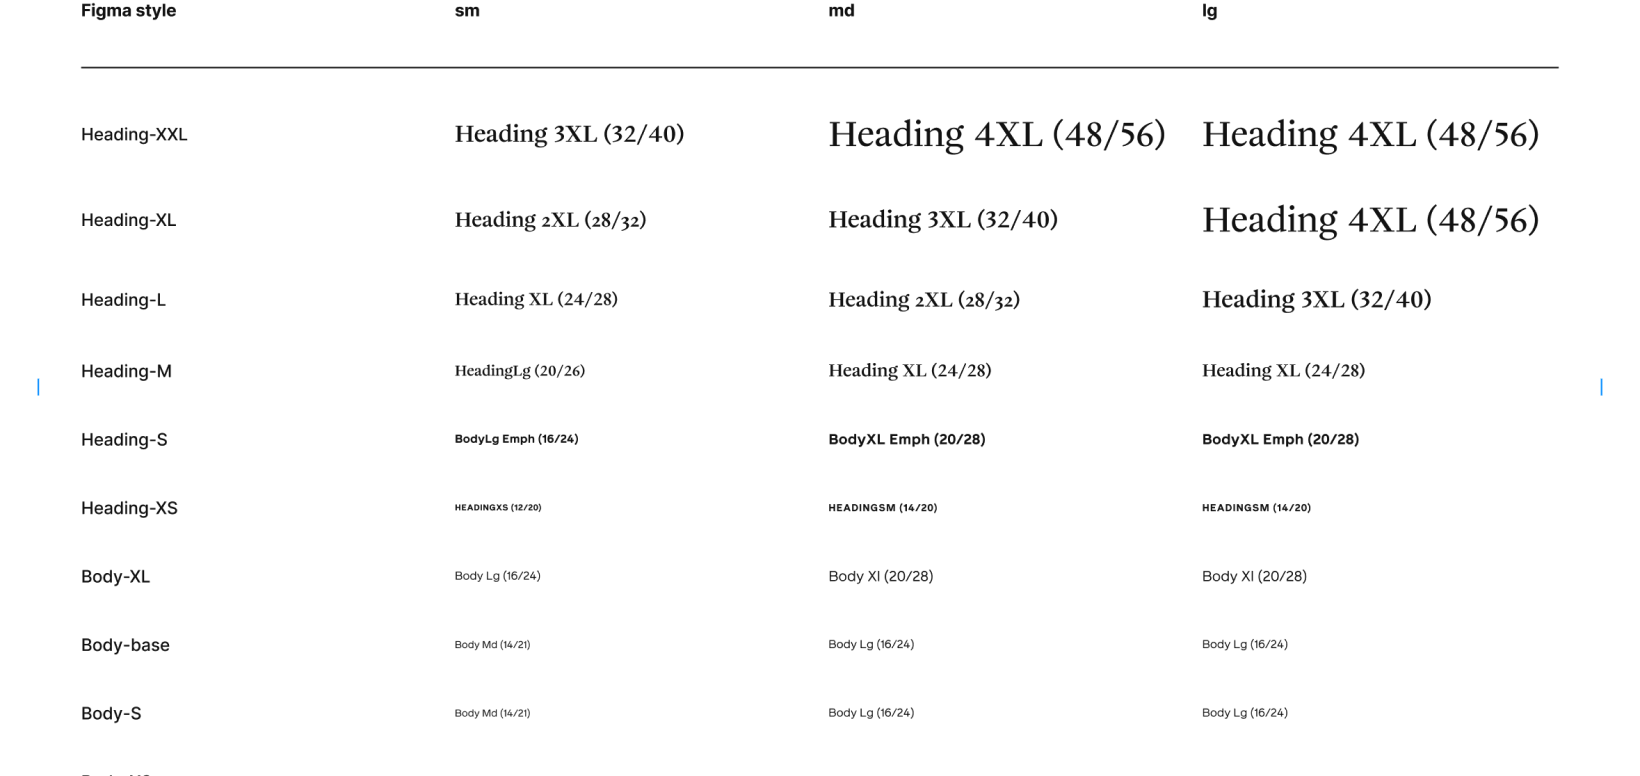 Figma style sm md lg
Heading-XXL Heading 3XL (32/40) Heading 4XL (48/56) Heading 4XL (48/56)
Heading-XL Heading 2XL (28/32) Heading 3XL (32/40) Heading 4XL (48/56)
Heading-L Heading XL (24/28) Heading 2XL (28/32) Heading 3XL (32/40)
Heading-M HeadingLg (20/26) Heading XL (24/28) Heading XL (24/28)
Heading-S BodyLg Emph (16/24) BodyXL Emph (20/28) BodyXL Emph (20/28)
Heading-XS HEADINGXS (12/20) HEADINGSM (14/20) HEADINGSM (14/20)
Body-XL Body Lg (16/24) Body Xl (20/28) Body Xl (20/28)
Body-base Body Md (14/21) Body Lg (16/24) Body Lg (16/24)
Body-S Body Md (14/21) Body Lg (16/24) Body Lg (16/24)